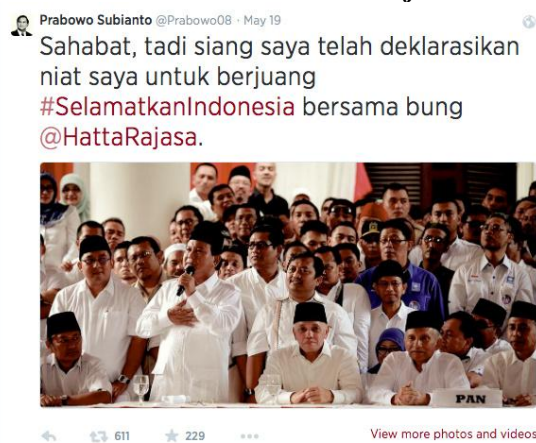 Prabowo Subianto @Prabowo08 · May 19
Sahabat, tadi siang saya telah deklarasikan
niat saya untuk berjuang
#SelamatkanIndonesia bersama bung
@HattaRajasa.
PAN
611 229
View more photos and videos